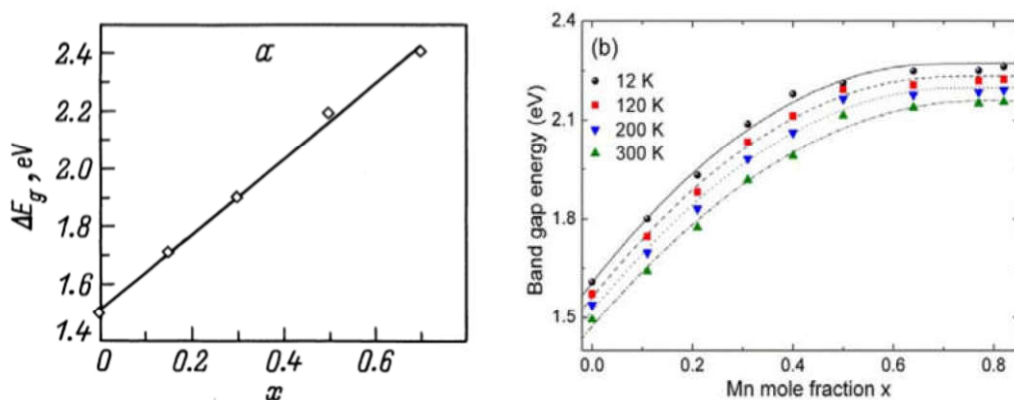 a
2.4
2.2
2.0
1.8
1.6
1.4
ΔEg, eV
0 0.2 0.4 0.6
x
(b)
12 K
120 K
200 K
300 K
2.4
2.1
1.8
1.5
Band gap energy (eV)
0.0 0.2 0.4 0.6 0.8
Mn mole fraction x